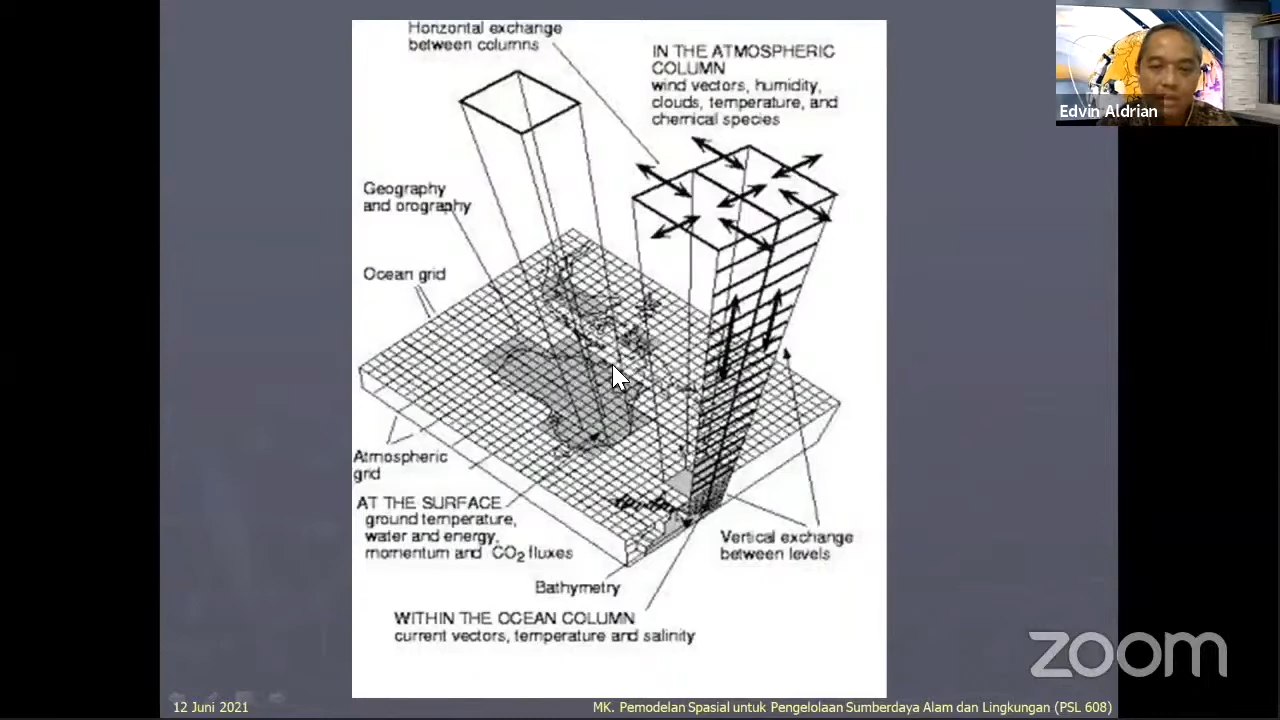 Horizontal exchange
between columns
IN THE ATMOSPHERIC
COLUMN
wind vectors, humidity,
clouds, temperature, and
chemical species
Edvin Aldrian
Geography
and orography
Ocean grid
Atmospheric
grid
AT THE SURFACE
ground temperature,
water and energy,
momentum and CO2 fluxes
Vertical exchange
between levels
Bathymetry
WITHIN THE OCEAN COLUMN
current vectors, temperature and salinity
zoom
12 Juni 2021
MK. Pemodelan Spasial untuk Pengelolaan Sumberdaya Alam dan Lingkungan (PSL 608)